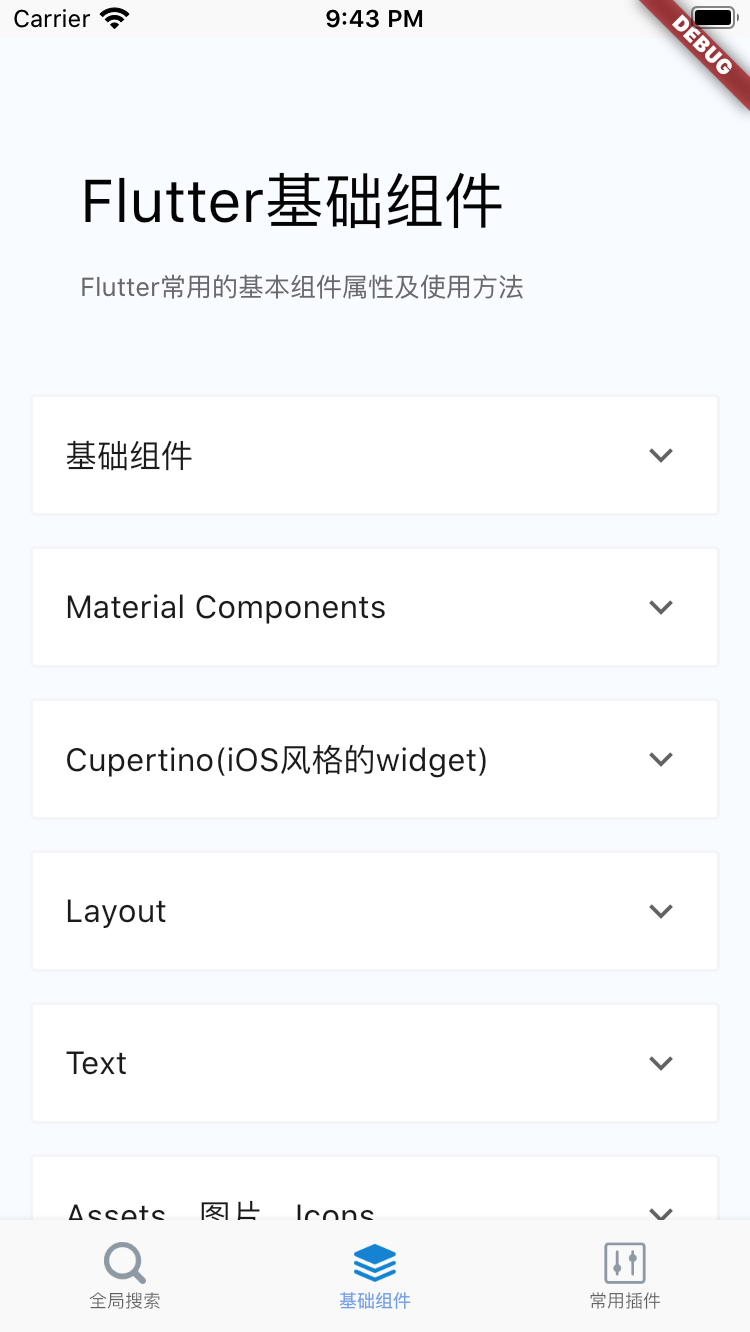 Carrier 9:43 PM
DEBUG
Flutter基础组件
Flutter常用的基本组件属性及使用方法
基础组件
Material Components
Cupertino(iOS风格的widget)
Layout
Text
Assets、图片、Icons
全局搜索 基础组件 常用插件